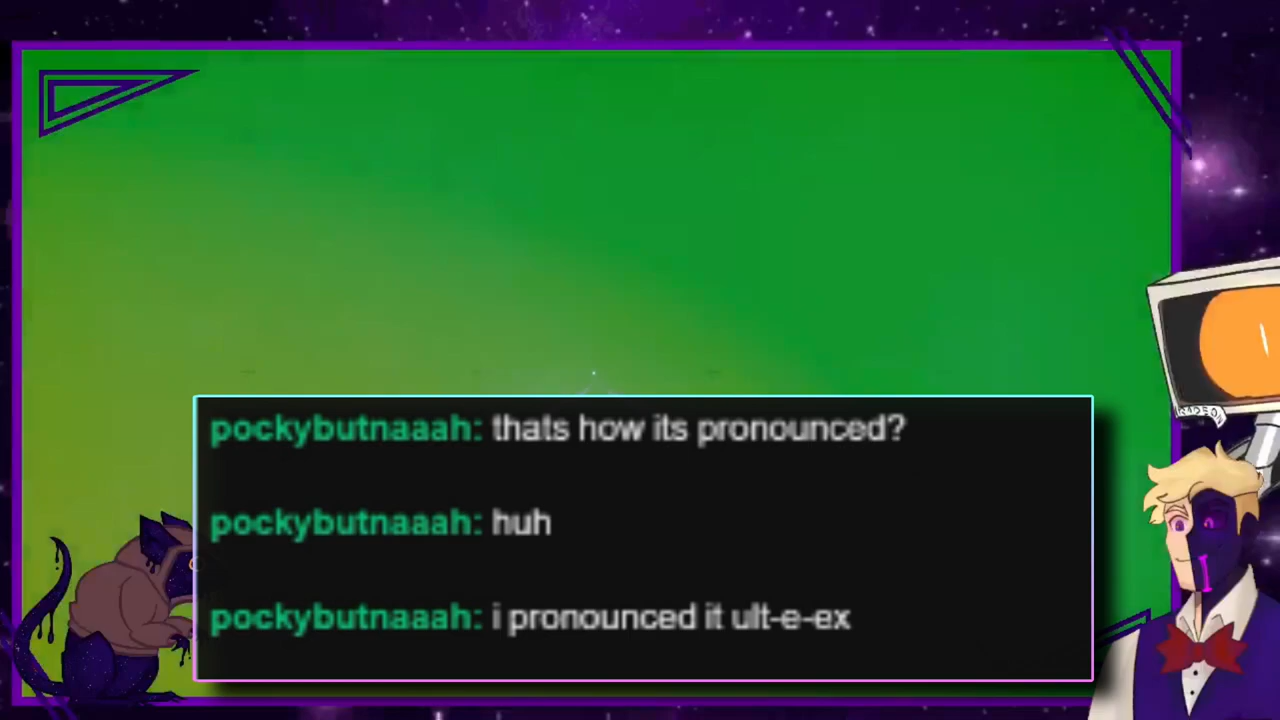 pockybutnaaah: thats how its pronounced?
pockybutnaaah: huh
pockybutnaaah: i pronounced it ult-e-ex